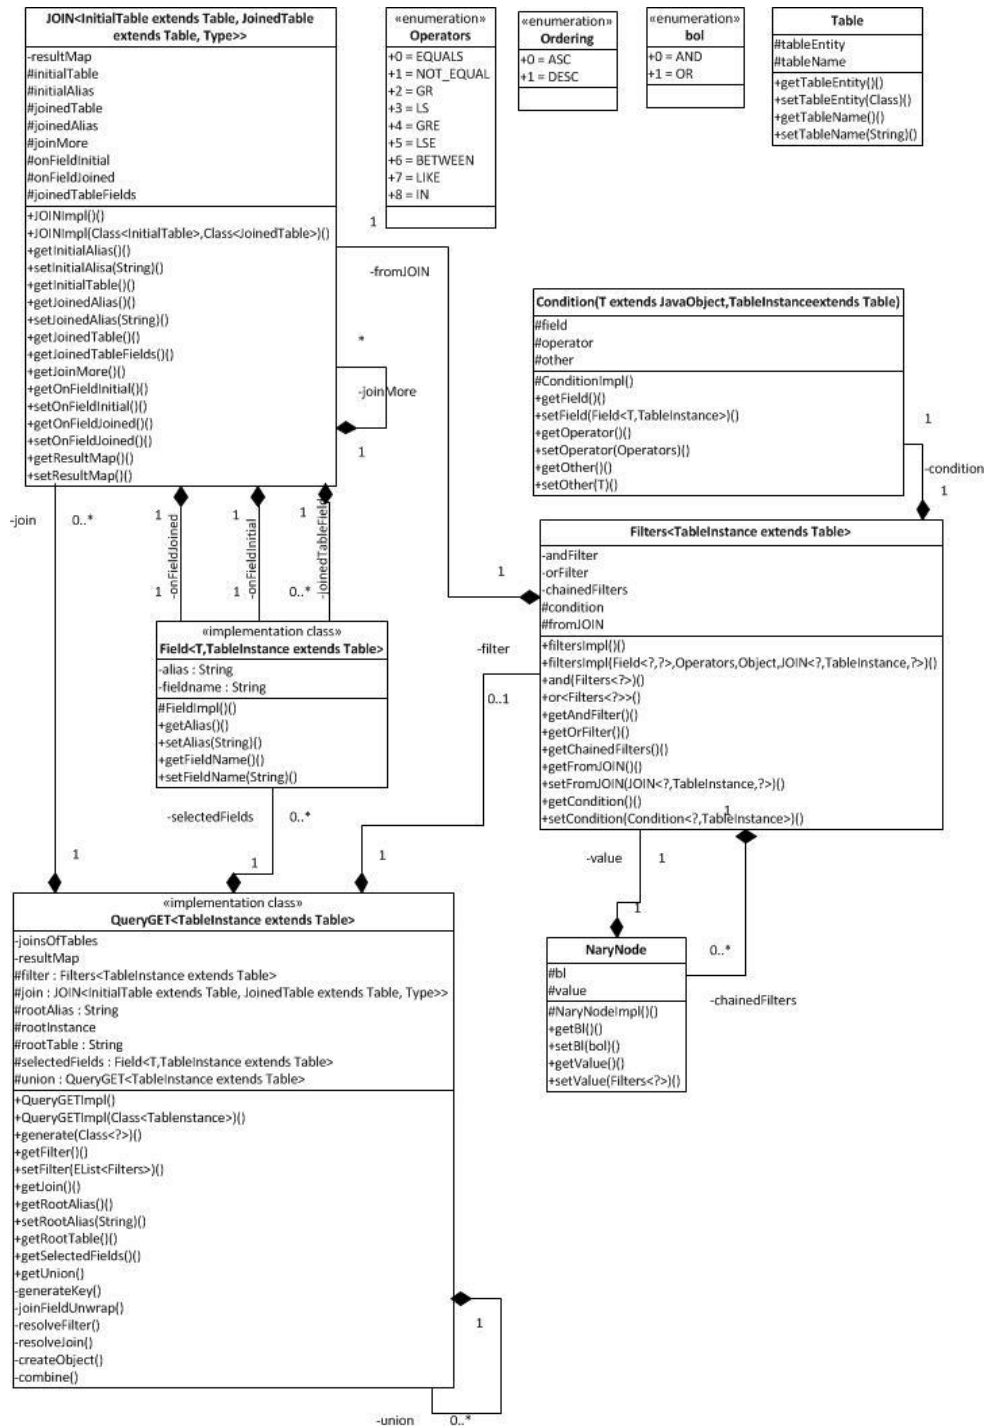 JOIN<InitialTable extends Table, JoinedTable
extends Table, Type>>
-resultMap
#initialTable
#initialAlias
#joinedTable
#joinedAlias
#joinMore
#onFieldInitial
#onFieldJoined
#joinedTableFields
+JOINImpl()()
+JOINImpl(Class<InitialTable>,Class<JoinedTable>)()
+getInitialAlias()()
+setInitialAlisa(String)()
+getInitialTable()()
+getJoinedAlias()()
+setJoinedAlias(String)()
+getJoinedTable()()
+getJoinedTableFields()()
+getJoinMore()()
+getOnFieldInitial()()
+setOnFieldInitial()()
+getOnFieldJoined()()
+setOnFieldJoined()()
+getResultMap()()
+setResultMap()()
«enumeration»
Operators
+0 = EQUALS
+1 = NOT_EQUAL
+2 = GR
+3 = LS
+4 = GRE
+5 = LSE
+6 = BETWEEN
+7 = LIKE
+8 = IN
«enumeration»
Ordering
+0 = ASC
+1 = DESC
«enumeration»
bol
+0 = AND
+1 = OR
Table
#tableEntity
#tableName
+getTableEntity()()
+setTableEntity(Class)()
+getTableName()()
+setTableName(String)()
1
-fromJOIN
*
-joinMore
1
Condition(T extends JavaObject,TableInstanceextends Table)
#field
#operator
#other
#ConditionImpl()
+getField()()
+setField(Field<T,TableInstance>)()
+getOperator()()
+setOperator(Operators)()
+getOther()()
+setOther(T)()
1
-condition
1
-join
0..*
1
-onFieldJoined
1
1
-onFieldInitial
1
1
-joinedTableField
0..*
1
Filters<TableInstance extends Table>
-andFilter
-orFilter
-chainedFilters
#condition
#fromJOIN
+filtersImpl()()
+filtersImpl(Field<?,?>,Operators,Object,JOIN<?,TableInstance,?>)()
+and(Filters<?>)()
+or<Filters<?>>()
+getAndFilter()()
+getOrFilter()()
+getChainedFilters()()
+getFromJOIN()()
+setFromJOIN(JOIN<?,TableInstance,?>)()
+getCondition()()
+setCondition(Condition<?,TableInstance>)()
1
«implementation class»
Field<T,TableInstance extends Table>
-alias : String
-fieldname : String
#FieldImpl()()
+getAlias()()
+setAlias(String)()
+getFieldName()()
+setFieldName(String)()
-filter
0..1
-selectedFields
0..*
1
1
1
-value
1
1
NaryNode
#bl
#value
#NaryNodeImpl()()
+getBl()()
+setBl(bol)()
+getValue()()
+setValue(Filters<?>)()
0..*
-chainedFilters
«implementation class»
QueryGET<TableInstance extends Table>
-joinsOfTables
-resultMap
#filter : Filters<TableInstance extends Table>
#join : JOIN<InitialTable extends Table, JoinedTable extends Table, Type>>
#rootAlias : String
#rootInstance
#rootTable : String
#selectedFields : Field<T,TableInstance extends Table>
#union : QueryGET<TableInstance extends Table>
+QueryGETImpl()
+QueryGETImpl(Class<Tablenstance>)()
+generate(Class<?>)()
+getFilter()()
+setFilter(EList<Filters>)()
+getJoin()()
+getRootAlias()()
+setRootAlias(String)()
+getRootTable()()
+getSelectedFields()()
+getUnion()
-generateKey()
-joinFieldUnwrap()
-resolveFilter()
-resolveJoin()
-createObject()
-combine()
1
-union
0..*